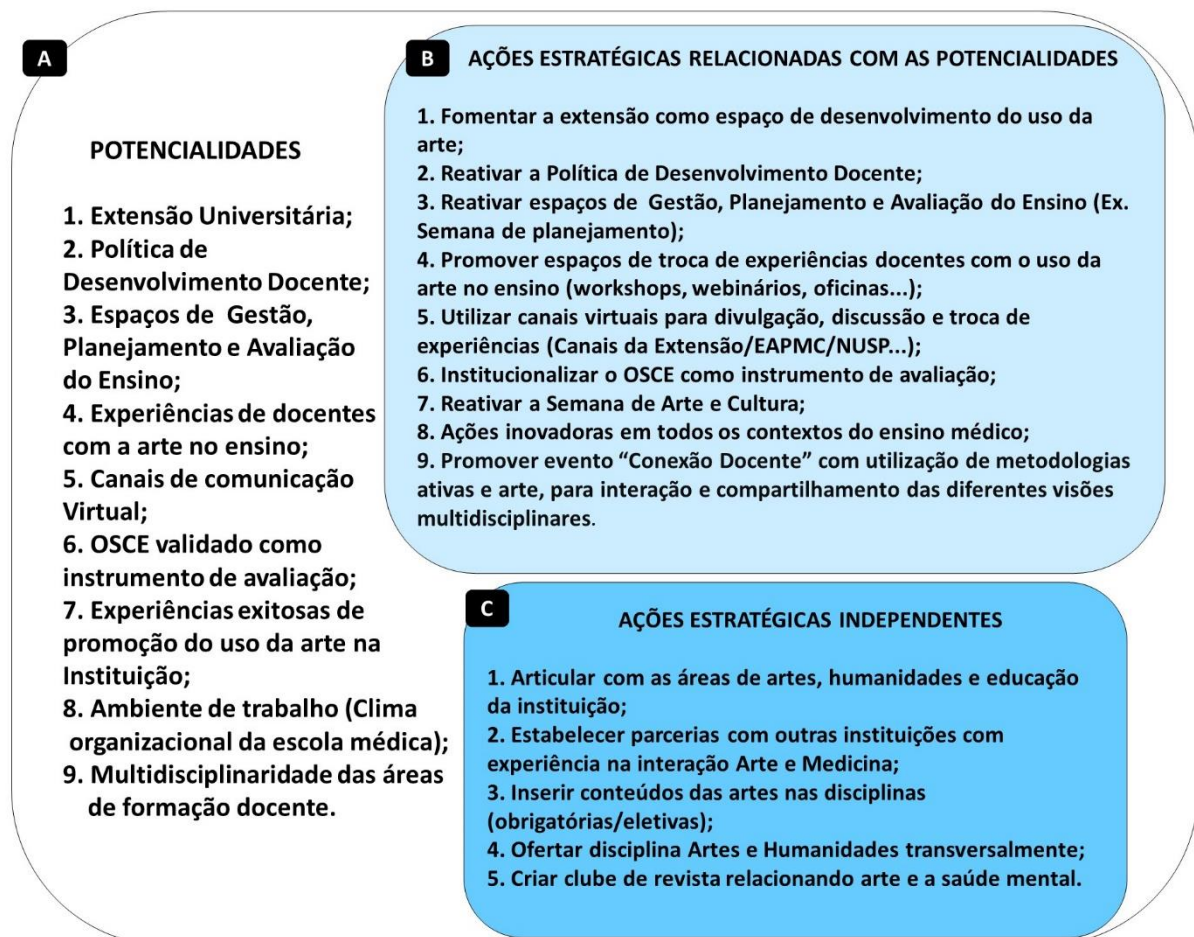 A
POTENCIALIDADES
1. Extensão Universitária;
2. Política de
Desenvolvimento Docente;
3. Espaços de Gestão,
Planejamento e Avaliação
do Ensino;
4. Experiências de docentes
com a arte no ensino;
5. Canais de comunicação
Virtual;
6. OSCE validado como
instrumento de avaliação;
7. Experiências exitosas de
promoção do uso da arte na
Instituição;
8. Ambiente de trabalho (Clima
organizacional da escola médica);
9. Multidisciplinaridade das áreas
de formação docente.
B
AÇÕES ESTRATÉGICAS RELACIONADAS COM AS POTENCIALIDADES
1. Fomentar a extensão como espaço de desenvolvimento do uso da
arte;
2. Reativar a Política de Desenvolvimento Docente;
3. Reativar espaços de Gestão, Planejamento e Avaliação do Ensino (Ex.
Semana de planejamento);
4. Promover espaços de troca de experiências docentes com o uso da
arte no ensino (workshops, webinários, oficinas...);
5. Utilizar canais virtuais para divulgação, discussão e troca de
experiências (Canais da Extensão/EAPMC/NUSP...);
6. Institucionalizar o OSCE como instrumento de avaliação;
7. Reativar a Semana de Arte e Cultura;
8. Ações inovadoras em todos os contextos do ensino médico;
9. Promover evento “Conexão Docente” com utilização de metodologias
ativas e arte, para interação e compartilhamento das diferentes visões
multidisciplinares.
C
AÇÕES ESTRATÉGICAS INDEPENDENTES
1. Articular com as áreas de artes, humanidades e educação
da instituição;
2. Estabelecer parcerias com outras instituições com
experiência na interação Arte e Medicina;
3. Inserir conteúdos das artes nas disciplinas
(obrigatórias/eletivas);
4. Ofertar disciplina Artes e Humanidades transversalmente;
5. Criar clube de revista relacionando arte e a saúde mental.